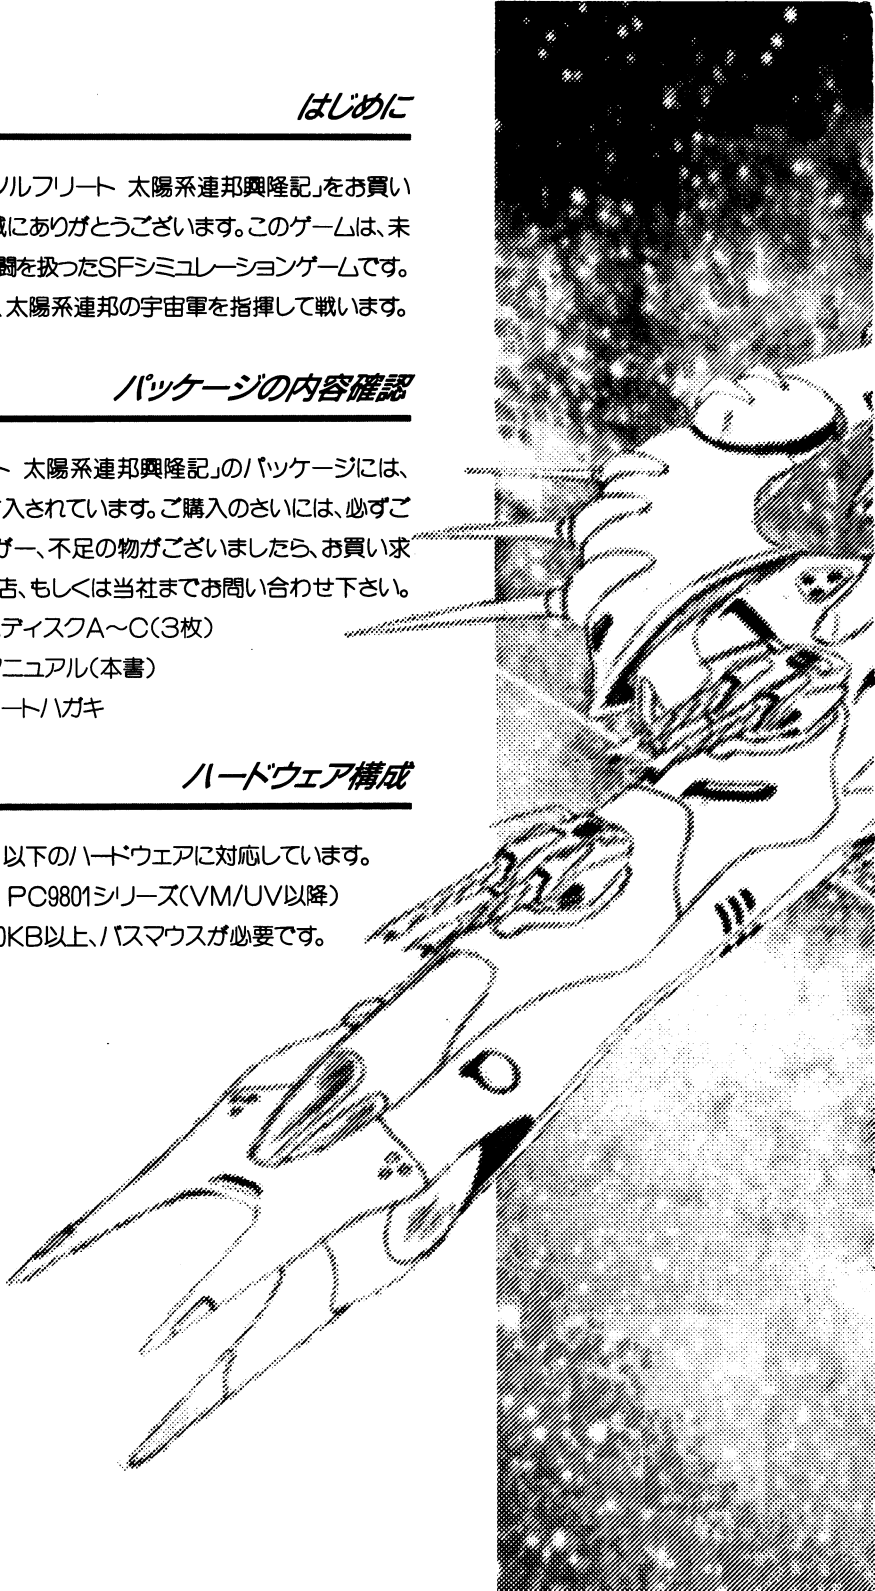 はじめに
ソルフリート 太陽系連邦興隆記」をお買い
にありがとうございます。このゲームは、未
闘を扱ったSFシミュレーションゲームです。
、太陽系連邦の宇宙軍を指揮して戦います。
パッケージの内容確認
ト 太陽系連邦興隆記」のパッケージには、
入されています。ご購入のさいには、必ずご
が一、不足の物がございましたら、お買い求
店、もしくは当社までお問い合わせ下さい。
ディスクA〜C(3枚)
マニュアル(本書)
ートハガキ
ハードウェア構成
以下のハードウェアに対応しています。
PC9801シリーズ(VM/UV以降)
0KB以上、バスマウスが必要です。